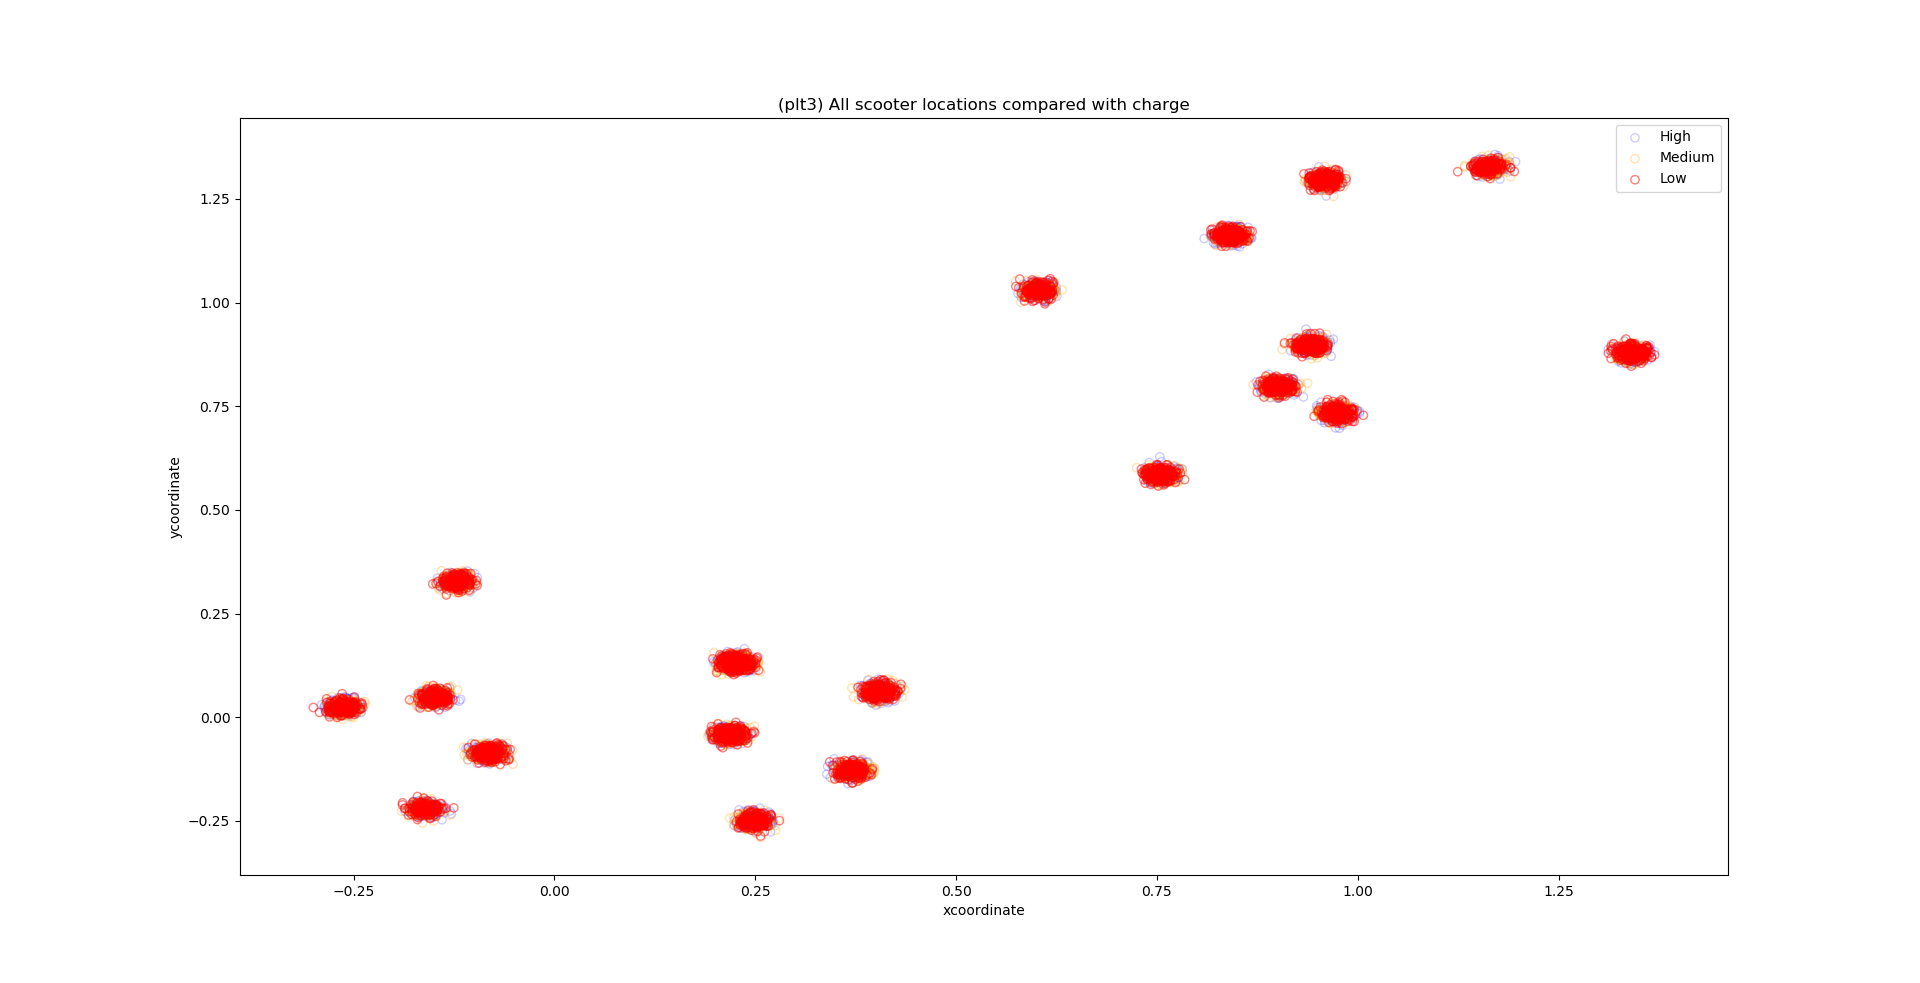 (plt3) All scooter locations compared with charge
High
Medium
Low
1.25
1.00
0.75
0.50
0.25
0.00
−0.25
ycoordinate
−0.25 0.00 0.25 0.50 0.75 1.00 1.25
xcoordinate